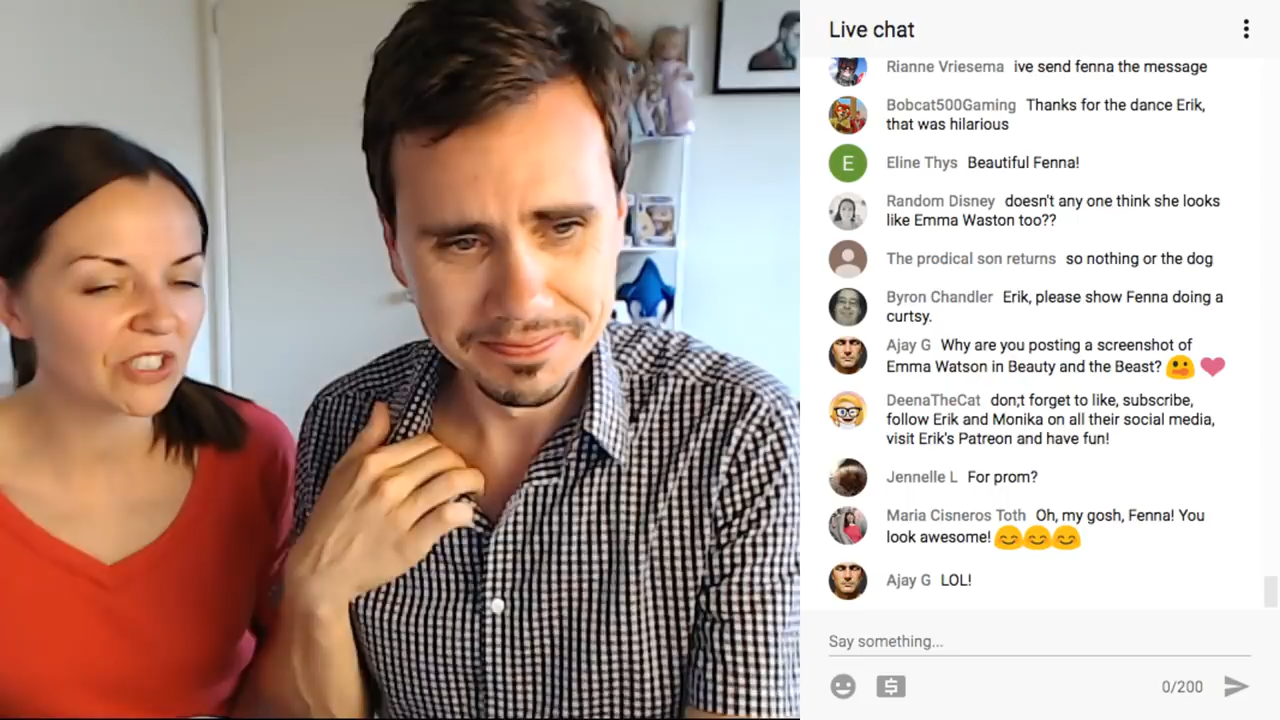 Live chat
Rianne Vriesema ive send fenna the message
Bobcat500Gaming Thanks for the dance Erik,
that was hilarious
E
Eline Thys Beautiful Fenna!
Random Disney doesn't any one think she looks
like Emma Waston too??
The prodical son returns so nothing or the dog
Byron Chandler Erik, please show Fenna doing a
curtsy.
Ajay G Why are you posting a screenshot of
Emma Watson in Beauty and the Beast?
DeenaTheCat don;t forget to like, subscribe,
follow Erik and Monika on all their social media,
visit Erik's Patreon and have fun!
Jennelle L For prom?
Maria Cisneros Toth Oh, my gosh, Fenna! You
look awesome!
Ajay G LOL!
Say something...
0/200